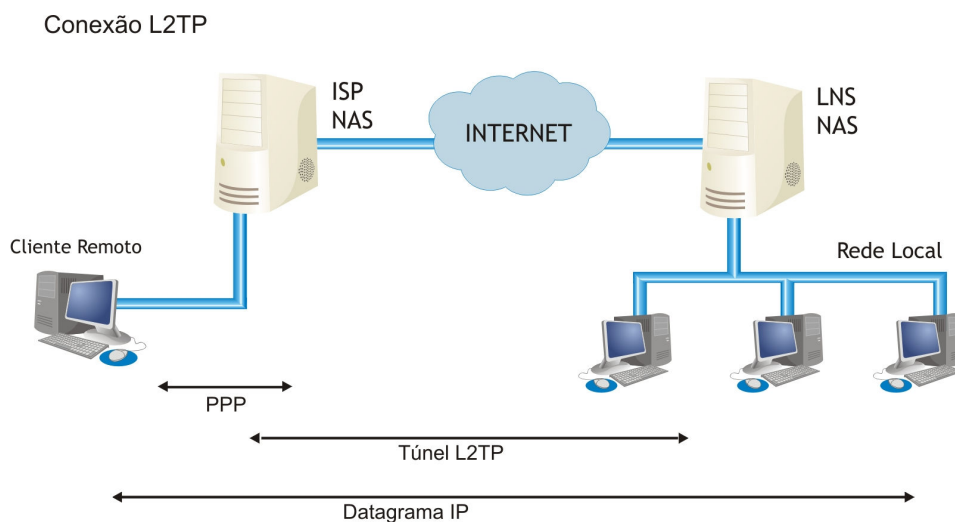 Conexão L2TP
ISP
NAS
INTERNET
LNS
NAS
Cliente Remoto
Rede Local
PPP
Túnel L2TP
Datagrama IP